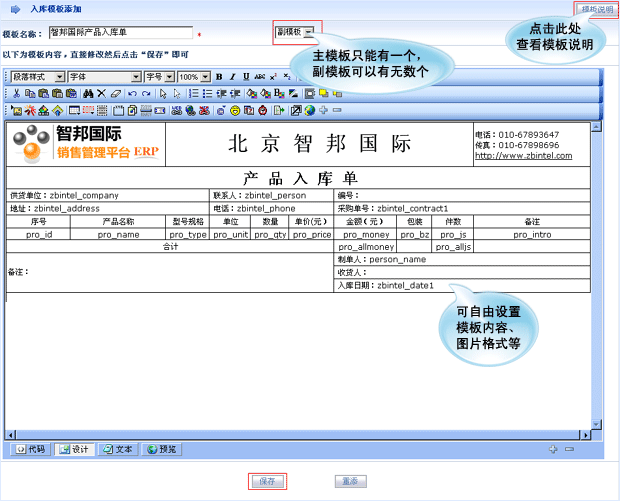 入库模板添加
模板说明
模板名称：
智邦国际产品入库单
*
副模板
点击此处
查看模板说明
以下为模板内容，直接修改然后点击“保存”即可
主模板只能有一个，
副模板可以有无数个
段落样式 字体 字号 100% B I U ABC x² x₂
智邦国际
销售管理平台 ERP
北 京 智 邦 国 际
电话：010-67893647
传真：010-67898696
http://www.zbintel.com
产 品 入 库 单
供货单位：zbintel_company 联系人：zbintel_person 编号：
地址：zbintel_address 电话：zbintel_phone 采购单号：zbintel_contract1
序号 产品名称 型号规格 单位 数量 单价(元) 金额（元） 包装 件数 备注
pro_id pro_name pro_type pro_unit pro_qty pro_price pro_money pro_bz pro_js pro_intro
合计 pro_allmoney pro_alljs
备注：
制单人：person_name
收货人：
入库日期：zbintel_date1
可自由设置
模板内容、
图片格式等
代码 设计 文本 预览
保存 重添